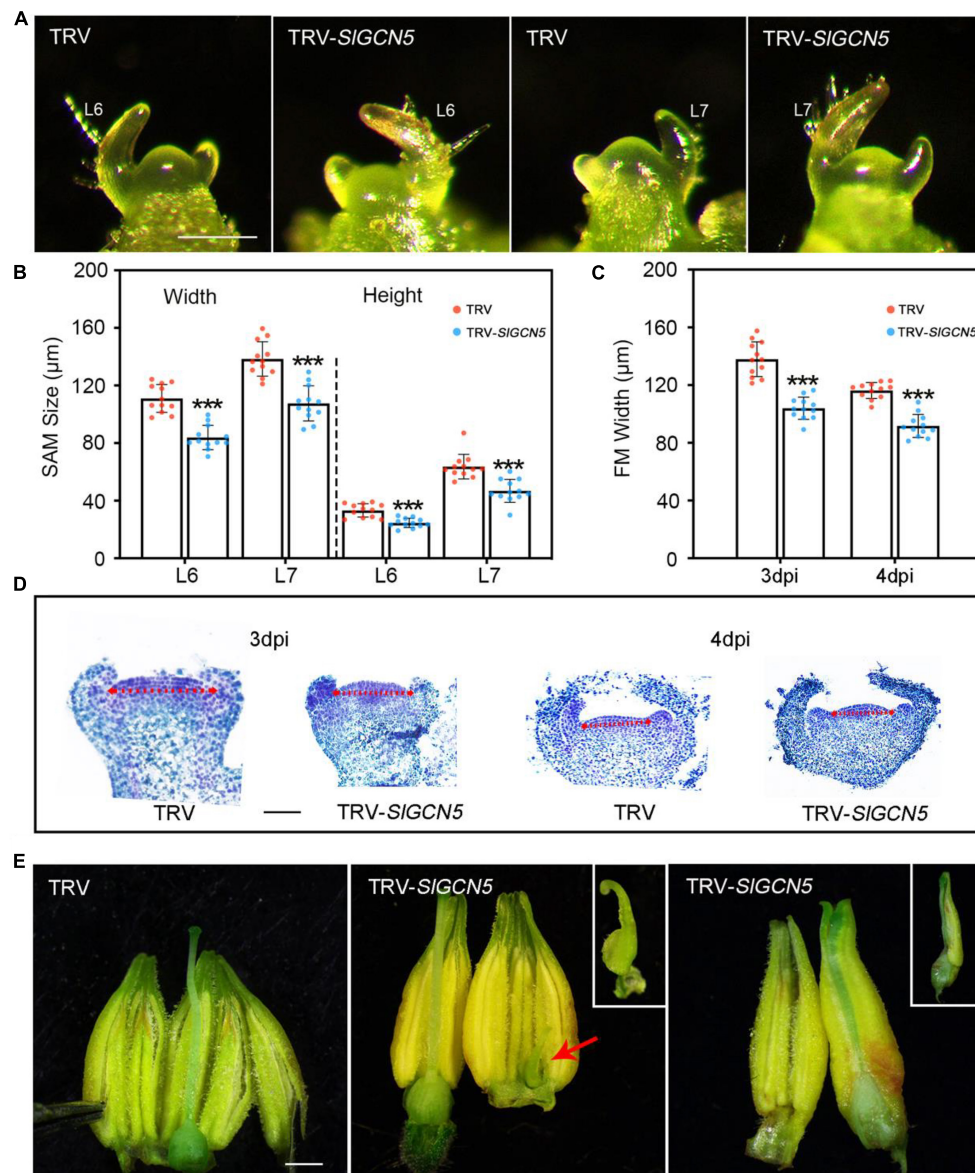 A
TRV
TRV-SlGCN5
TRV
TRV-SlGCN5
L6
L6
L7
L7
B
200
160
120
80
40
0
SAM Size (μm)
Width
Height
TRV
TRV-SlGCN5
***
***
***
***
L6
L7
L6
L7
C
200
160
120
80
40
0
FM Width (μm)
TRV
TRV-SlGCN5
***
***
3dpi
4dpi
D
3dpi
4dpi
TRV
TRV-SlGCN5
TRV
TRV-SlGCN5
E
TRV
TRV-SlGCN5
TRV-SlGCN5